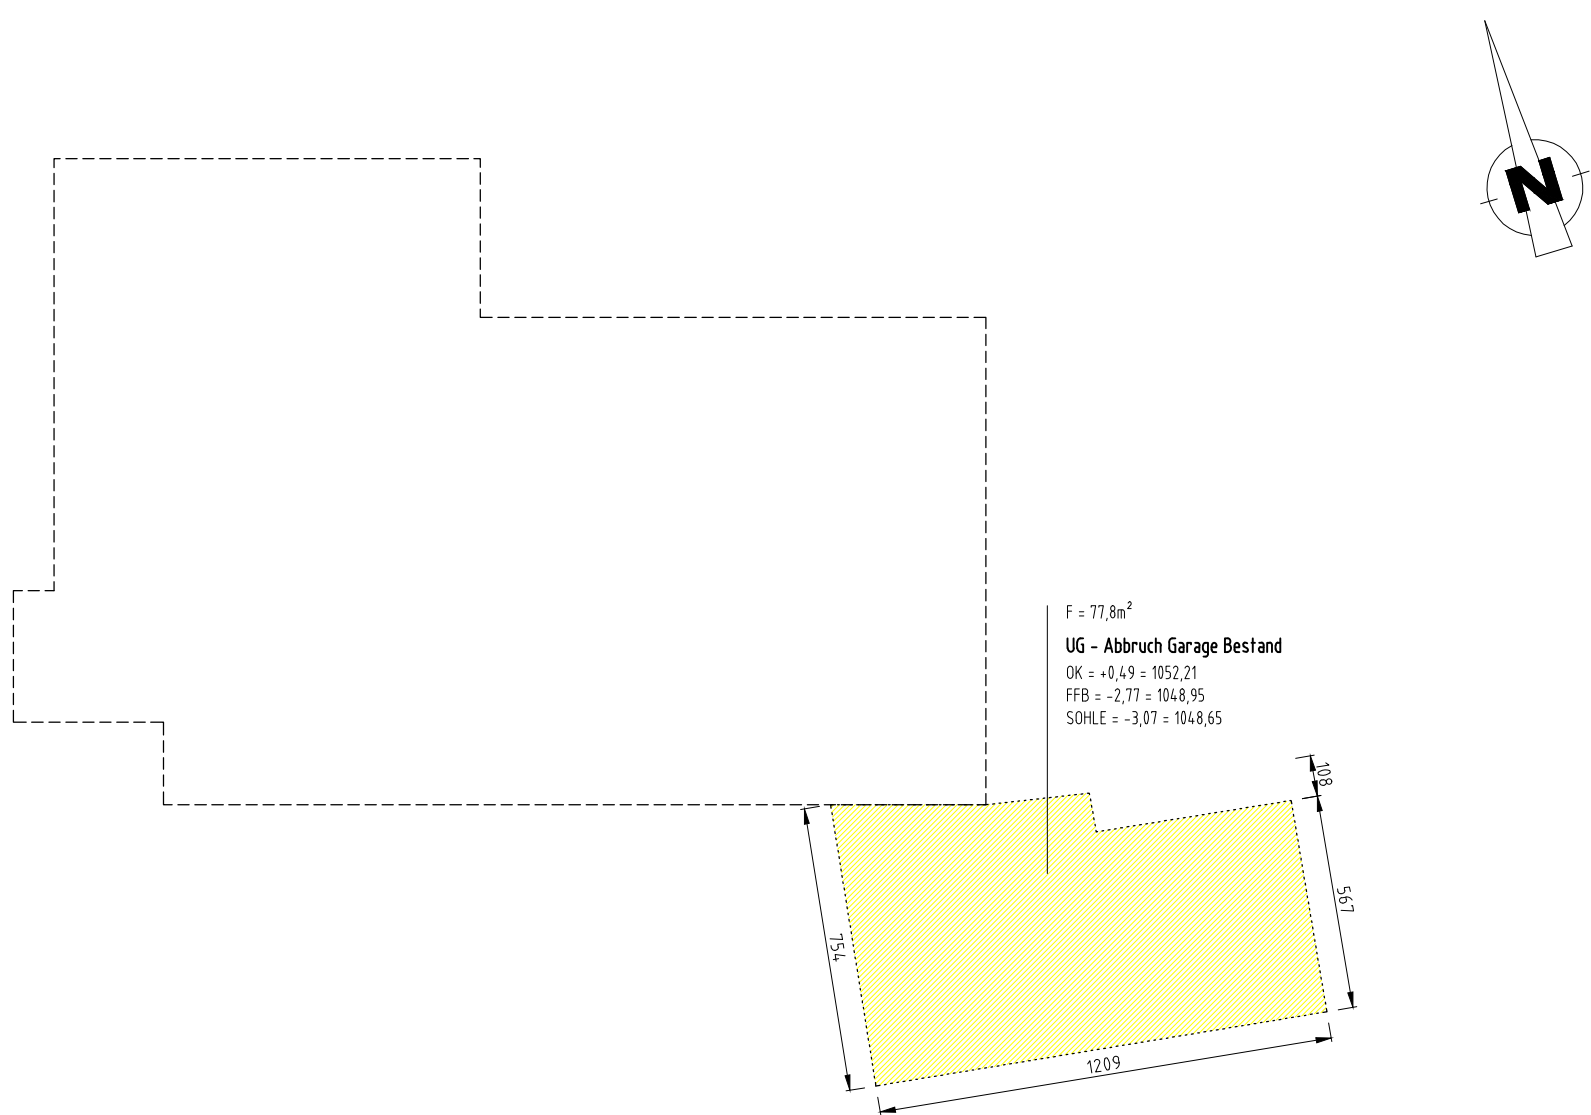 N
F = 77,8m²
UG - Abbruch Garage Bestand
OK = +0,49 = 1052,21
FFB = -2,77 = 1048,95
SOHLE = -3,07 = 1048,65
108
567
754
1209